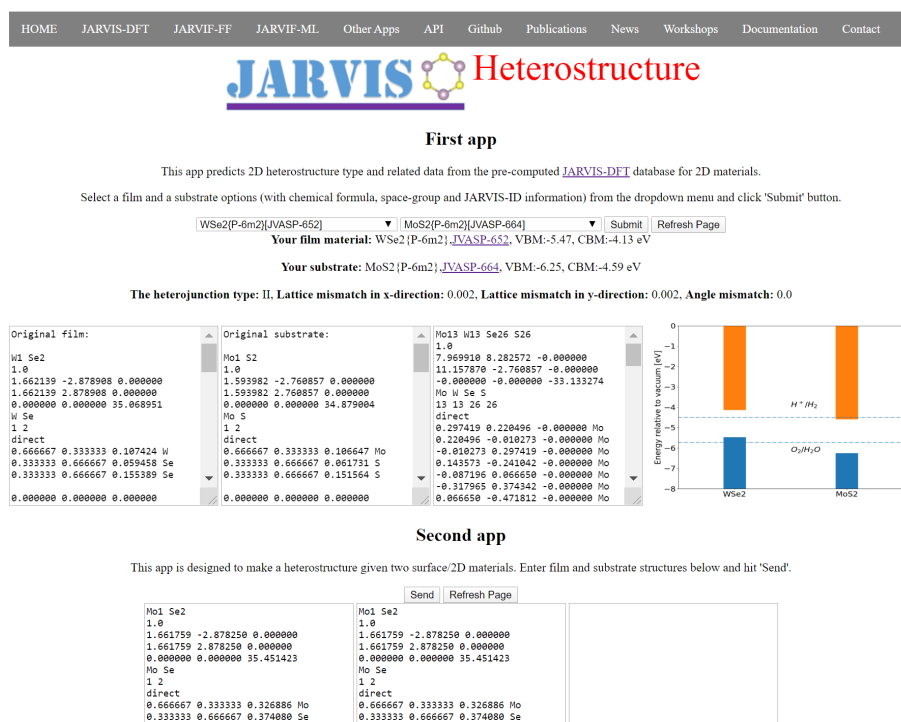 HOME JARVIS-DFT JARVIF-FF JARVIF-ML Other Apps API Github Publications News Workshops Documentation Contact
JARVIS Heterostructure
First app
This app predicts 2D heterostructure type and related data from the pre-computed JARVIS-DFT database for 2D materials.
Select a film and a substrate options (with chemical formula, space-group and JARVIS-ID information) from the dropdown menu and click 'Submit' button.
WSe2{P-6m2}[JVASP-652] MoS2{P-6m2}[JVASP-664] Submit Refresh Page
Your film material: WSe2{P-6m2},JVASP-652, VBM:-5.47, CBM:-4.13 eV
Your substrate: MoS2{P-6m2},JVASP-664, VBM:-6.25, CBM:-4.59 eV
The heterojunction type: II, Lattice mismatch in x-direction: 0.002, Lattice mismatch in y-direction: 0.002, Angle mismatch: 0.0
Original film:
W1 Se2
1.0
1.662139 -2.878908 0.000000
1.662139 2.878908 0.000000
0.000000 0.000000 35.068951
W Se
1 2
direct
0.666667 0.333333 0.107424 W
0.333333 0.666667 0.059458 Se
0.333333 0.666667 0.155389 Se
0.000000 0.000000 0.000000
Original substrate:
Mo1 S2
1.0
1.593982 -2.760857 0.000000
1.593982 2.760857 0.000000
0.000000 0.000000 34.879004
Mo S
1 2
direct
0.666667 0.333333 0.106647 Mo
0.333333 0.666667 0.061731 S
0.333333 0.666667 0.151564 S
0.000000 0.000000 0.000000
Mo13 W13 Se26 S26
1.0
7.969910 8.282572 -0.000000
11.157870 -2.760857 -0.000000
-0.000000 -0.000000 -33.133274
Mo W Se S
13 13 26 26
direct
0.297419 0.220496 -0.000000 Mo
0.220496 -0.010273 -0.000000 Mo
-0.010273 0.297419 -0.000000 Mo
0.143573 -0.241042 -0.000000 Mo
-0.087196 0.066650 -0.000000 Mo
-0.317965 0.374342 -0.000000 Mo
0.066650 -0.471812 -0.000000 Mo
Energy relative to vacuum [eV]
0
−1
−2
−3
−4
−5
−6
−7
−8
H⁺/H₂
O₂/H₂O
WSe2 MoS2
Second app
This app is designed to make a heterostructure given two surface/2D materials. Enter film and substrate structures below and hit 'Send'.
Send Refresh Page
Mo1 Se2
1.0
1.661759 -2.878250 0.000000
1.661759 2.878250 0.000000
0.000000 0.000000 35.451423
Mo Se
1 2
direct
0.666667 0.333333 0.326886 Mo
0.333333 0.666667 0.374080 Se
Mo1 Se2
1.0
1.661759 -2.878250 0.000000
1.661759 2.878250 0.000000
0.000000 0.000000 35.451423
Mo Se
1 2
direct
0.666667 0.333333 0.326886 Mo
0.333333 0.666667 0.374080 Se